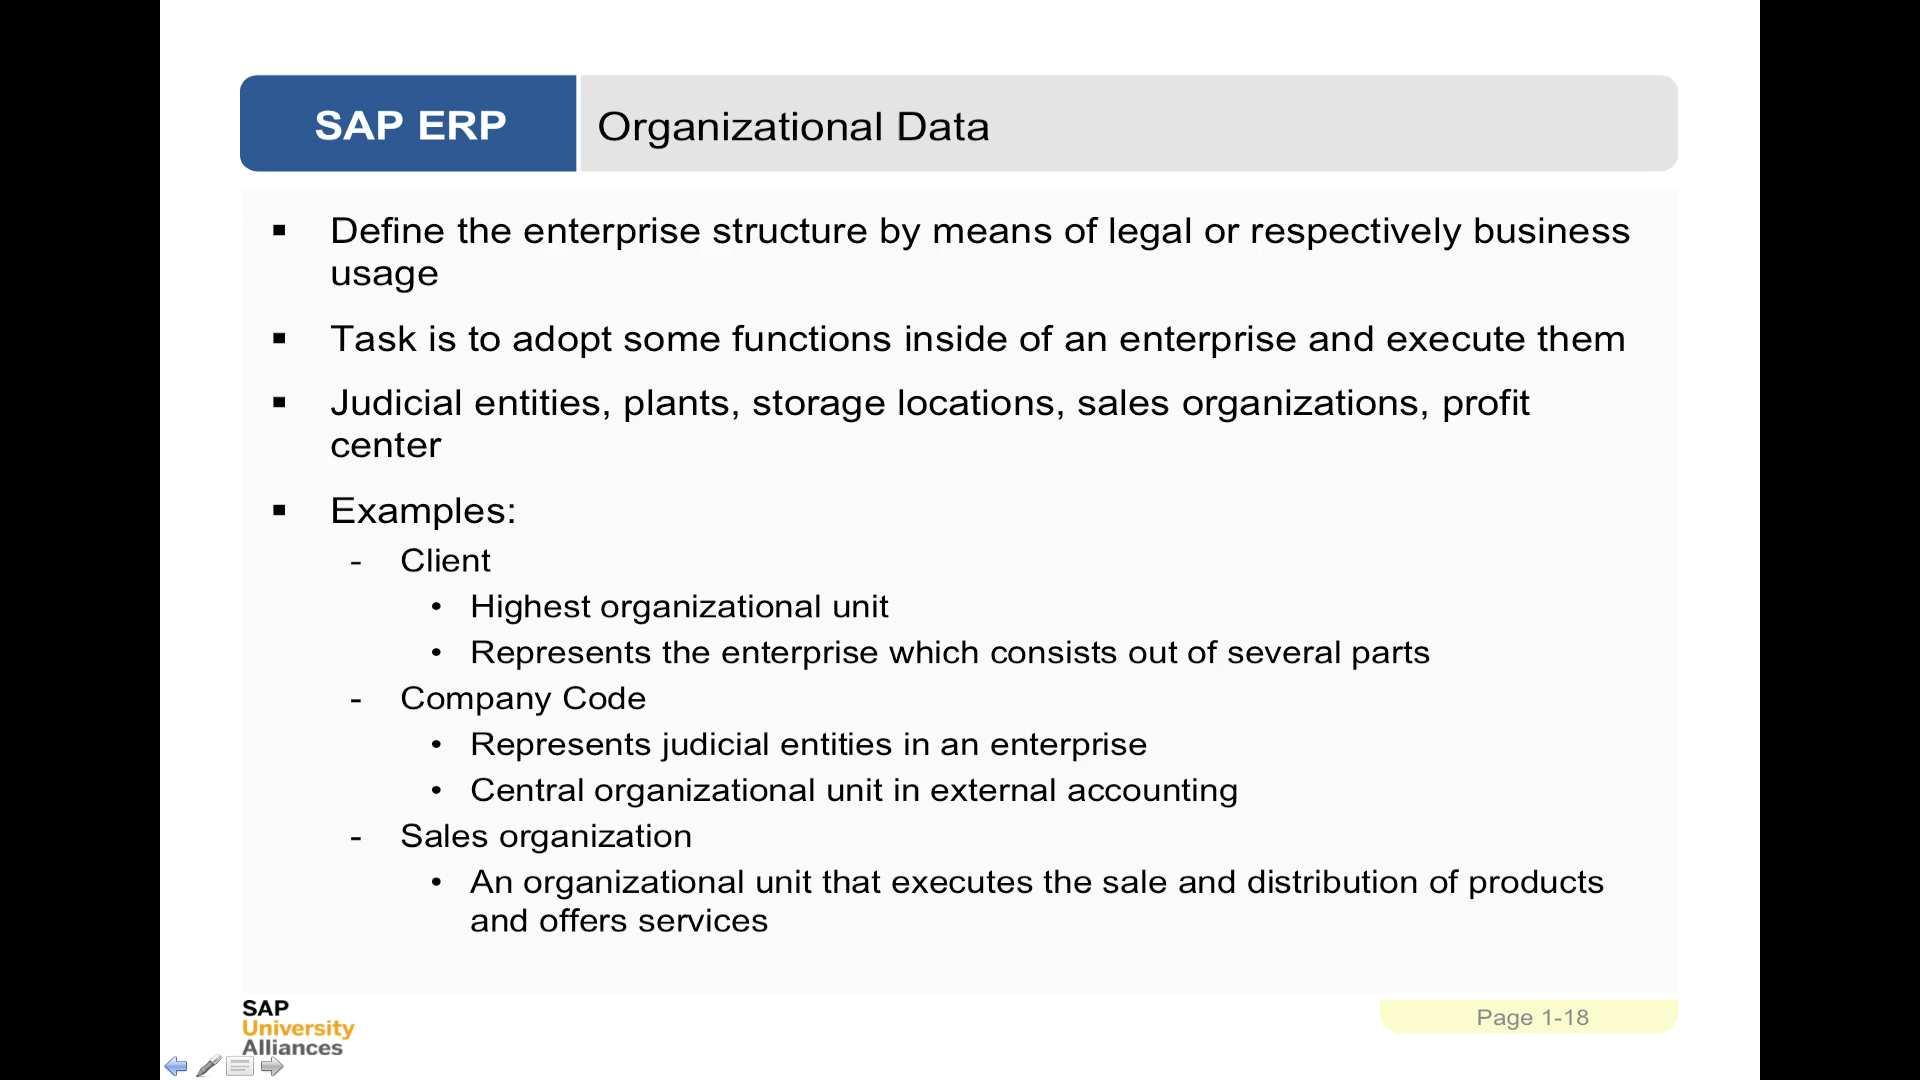 SAP ERP Organizational Data
▪ Define the enterprise structure by means of legal or respectively business
usage
▪ Task is to adopt some functions inside of an enterprise and execute them
▪ Judicial entities, plants, storage locations, sales organizations, profit
center
▪ Examples:
- Client
• Highest organizational unit
• Represents the enterprise which consists out of several parts
- Company Code
• Represents judicial entities in an enterprise
• Central organizational unit in external accounting
- Sales organization
• An organizational unit that executes the sale and distribution of products
and offers services
SAP
University
Alliances
Page 1-18